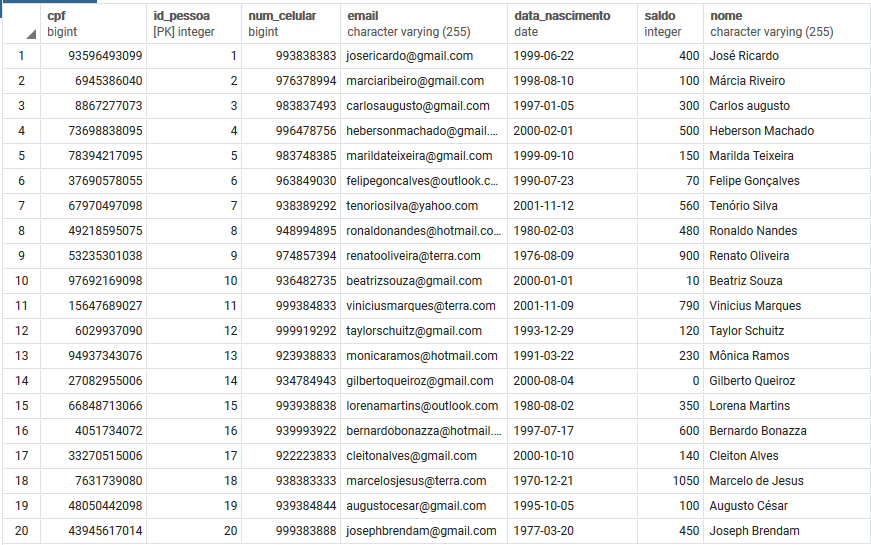 cpf id_pessoa num_celular email data_nascimento saldo nome
bigint [PK] integer bigint character varying (255) date integer character varying (255)
1 93596493099 1 993838383 josericardo@gmail.com 1999-06-22 400 José Ricardo
2 6945386040 2 976378994 marciaribeiro@gmail.com 1998-08-10 100 Márcia Riveiro
3 8867277073 3 983837493 carlosaugusto@gmail.com 1997-01-05 300 Carlos augusto
4 73698838095 4 996478756 hebersonmachado@gmail.... 2000-02-01 500 Heberson Machado
5 78394217095 5 983748385 marildateixeira@gmail.com 1999-09-10 150 Marilda Teixeira
6 37690578055 6 963849030 felipegoncalves@outlook.c... 1990-07-23 70 Felipe Gonçalves
7 67970497098 7 938389292 tenoriosilva@yahoo.com 2001-11-12 560 Tenório Silva
8 49218595075 8 948994895 ronaldonandes@hotmail.co... 1980-02-03 480 Ronaldo Nandes
9 53235301038 9 974857394 renatooliveira@terra.com 1976-08-09 900 Renato Oliveira
10 97692169098 10 936482735 beatrizsouza@gmail.com 2000-01-01 10 Beatriz Souza
11 15647689027 11 999384833 viniciusmarques@terra.com 2001-11-09 790 Vinicius Marques
12 6029937090 12 999919292 taylorschuitz@gmail.com 1993-12-29 120 Taylor Schuitz
13 94937343076 13 923938833 monicaramos@hotmail.com 1991-03-22 230 Mônica Ramos
14 27082955006 14 934784943 gilbertoqueiroz@gmail.com 2000-08-04 0 Gilberto Queiroz
15 66848713066 15 993938838 lorenamartins@outlook.com 1980-08-02 350 Lorena Martins
16 4051734072 16 939993922 bernardobonazza@hotmail.... 1997-07-17 600 Bernardo Bonazza
17 33270515006 17 922223833 cleitonalves@gmail.com 2000-10-10 140 Cleiton Alves
18 7631739080 18 938383333 marcelosjesus@terra.com 1970-12-21 1050 Marcelo de Jesus
19 48050442098 19 939384844 augustocesar@gmail.com 1995-10-05 100 Augusto César
20 43945617014 20 999383888 josephbrendam@gmail.com 1977-03-20 450 Joseph Brendam